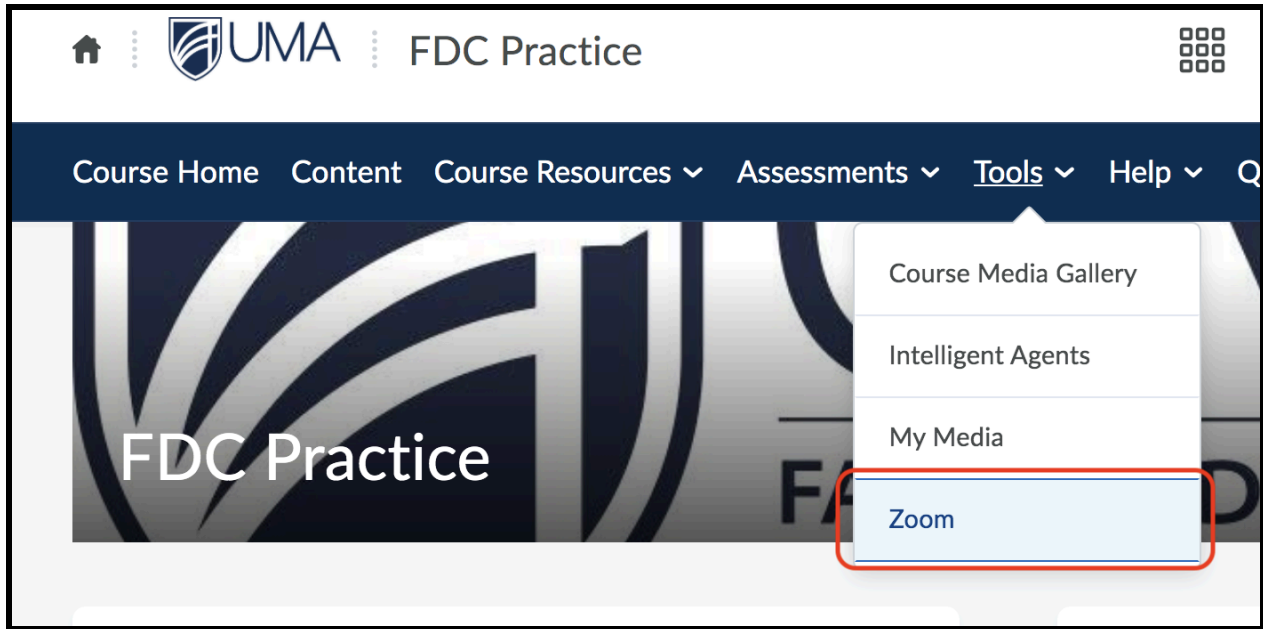 UMA FDC Practice
Course Home Content Course Resources Assessments Tools Help Q
Course Media Gallery
Intelligent Agents
My Media
FDC Practice
Zoom